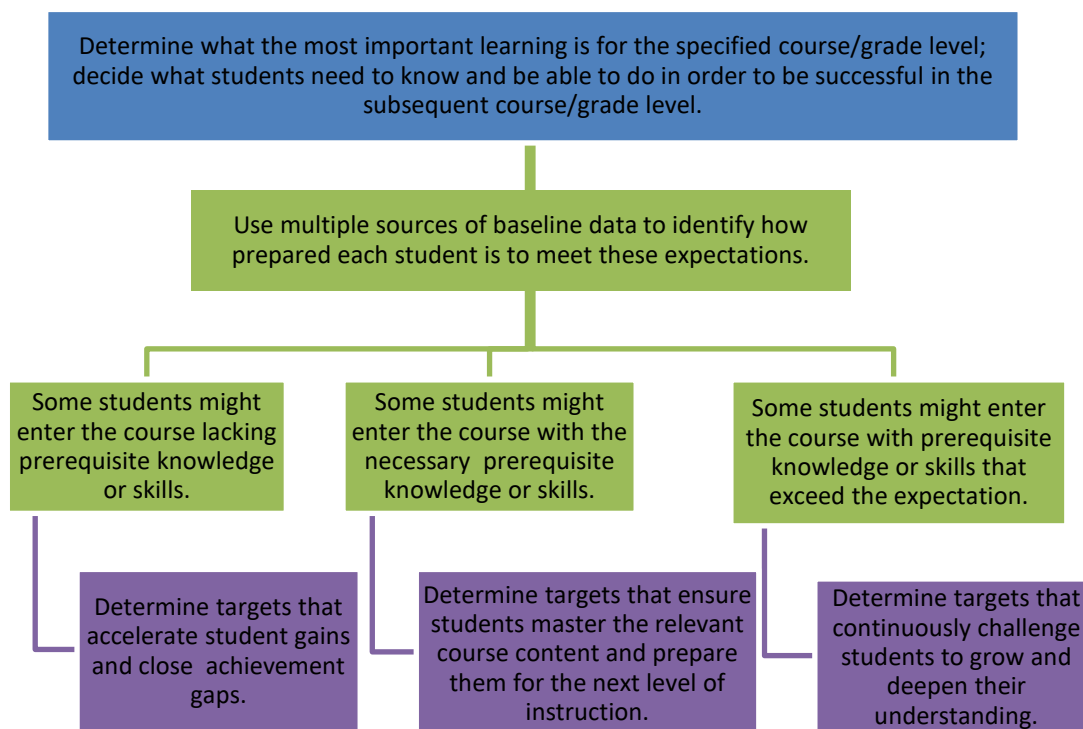 Determine what the most important learning is for the specified course/grade level;
decide what students need to know and be able to do in order to be successful in the
subsequent course/grade level.
Use multiple sources of baseline data to identify how
prepared each student is to meet these expectations.
Some students might
enter the course lacking
prerequisite knowledge
or skills.
Some students might
enter the course with the
necessary prerequisite
knowledge or skills.
Some students might enter
the course with prerequisite
knowledge or skills that
exceed the expectation.
Determine targets that
accelerate student gains
and close achievement
gaps.
Determine targets that ensure
students master the relevant
course content and prepare
them for the next level of
instruction.
Determine targets that
continuously challenge
students to grow and
deepen their
understanding.